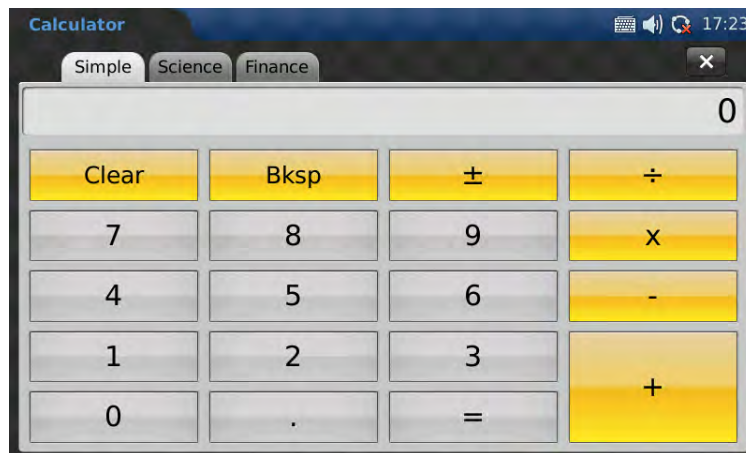 Calculator 17:23
Simple Science Finance
0
Clear Bksp ± ÷
7 8 9 x
4 5 6 -
1 2 3
+
0 . =